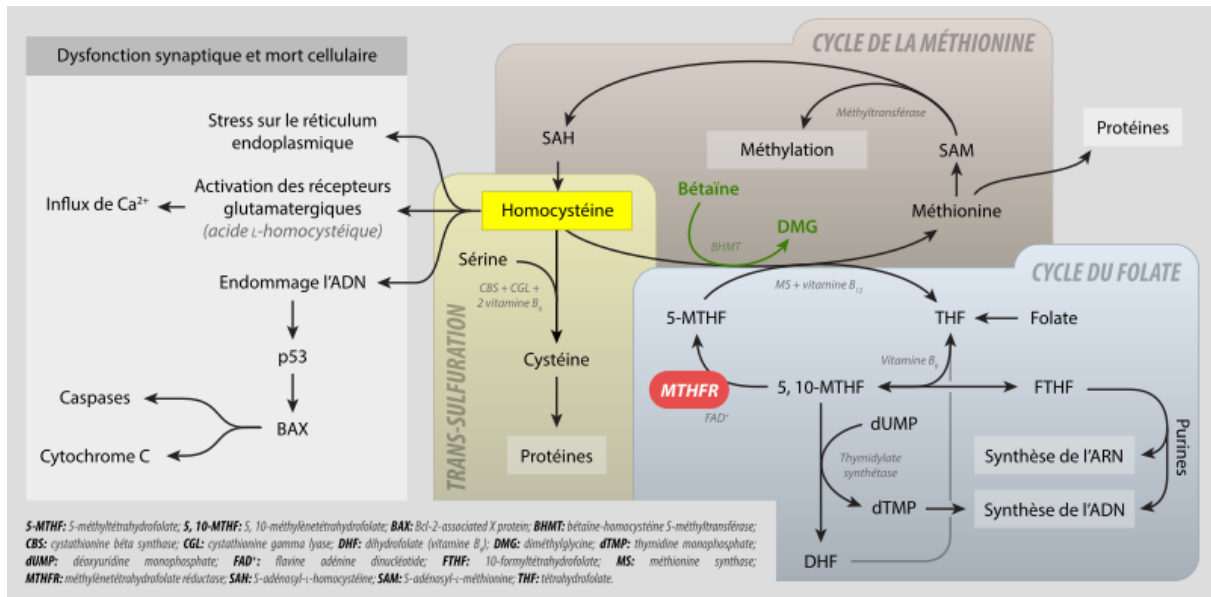 Dysfonction synaptique et mort cellulaire
Stress sur le réticulum
endoplasmique
Activation des récepteurs
glutamatergiques
(acide L-homocystéique)
Influx de Ca²⁺
Endommage l'ADN
p53
BAX
Caspases
Cytochrome C
CYCLE DE LA MÉTHIONINE
Méthyltransférase
SAH
Méthylation
SAM
Protéines
Bétaïne
Homocystéine
Méthionine
DMG
BHMT
TRANS-SULFURATION
Sérine
CBS + CGL +
2 vitamine B₆
Cystéine
Protéines
CYCLE DU FOLATE
MS + vitamine B₁₂
5-MTHF
THF
Folate
Vitamine B₆
MTHFR
FAD⁺
5, 10-MTHF
FTHF
dUMP
Thymidylate
synthétase
dTMP
DHF
Purines
Synthèse de l'ARN
Synthèse de l'ADN
5-MTHF: 5-méthyltétrahydrofolate; 5, 10-MTHF: 5, 10-méthylènetétrahydrofolate; BAX: Bcl-2-associated X protein; BHMT: bétaïne-homocystéine S-méthyltransférase;
CBS: cystathionine béta synthase; CGL: cystathionine gamma lyase; DHF: dihydrofolate (vitamine B₉); DMG: diméthylglycine; dTMP: thymidine monophosphate;
dUMP: déoxyuridine monophosphate; FAD⁺: flavine adénine dinucléotide; FTHF: 10-formyltétrahydrofolate; MS: méthionine synthase;
MTHFR: méthylènetétrahydrofolate réductase; SAH: S-adénosyl-L-homocystéine; SAM: S-adénosyl-L-méthionine; THF: tétrahydrofolate.